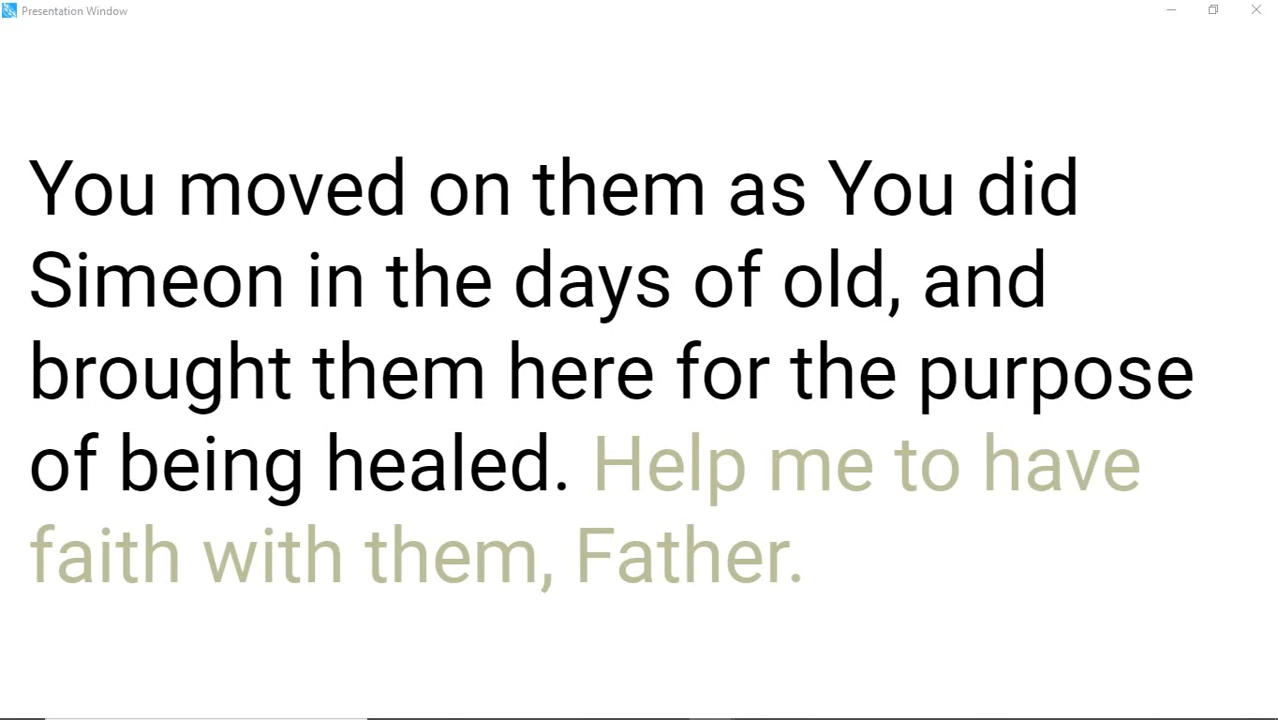 Presentation Window
You moved on them as You did
Simeon in the days of old, and
brought them here for the purpose
of being healed. Help me to have
faith with them, Father.